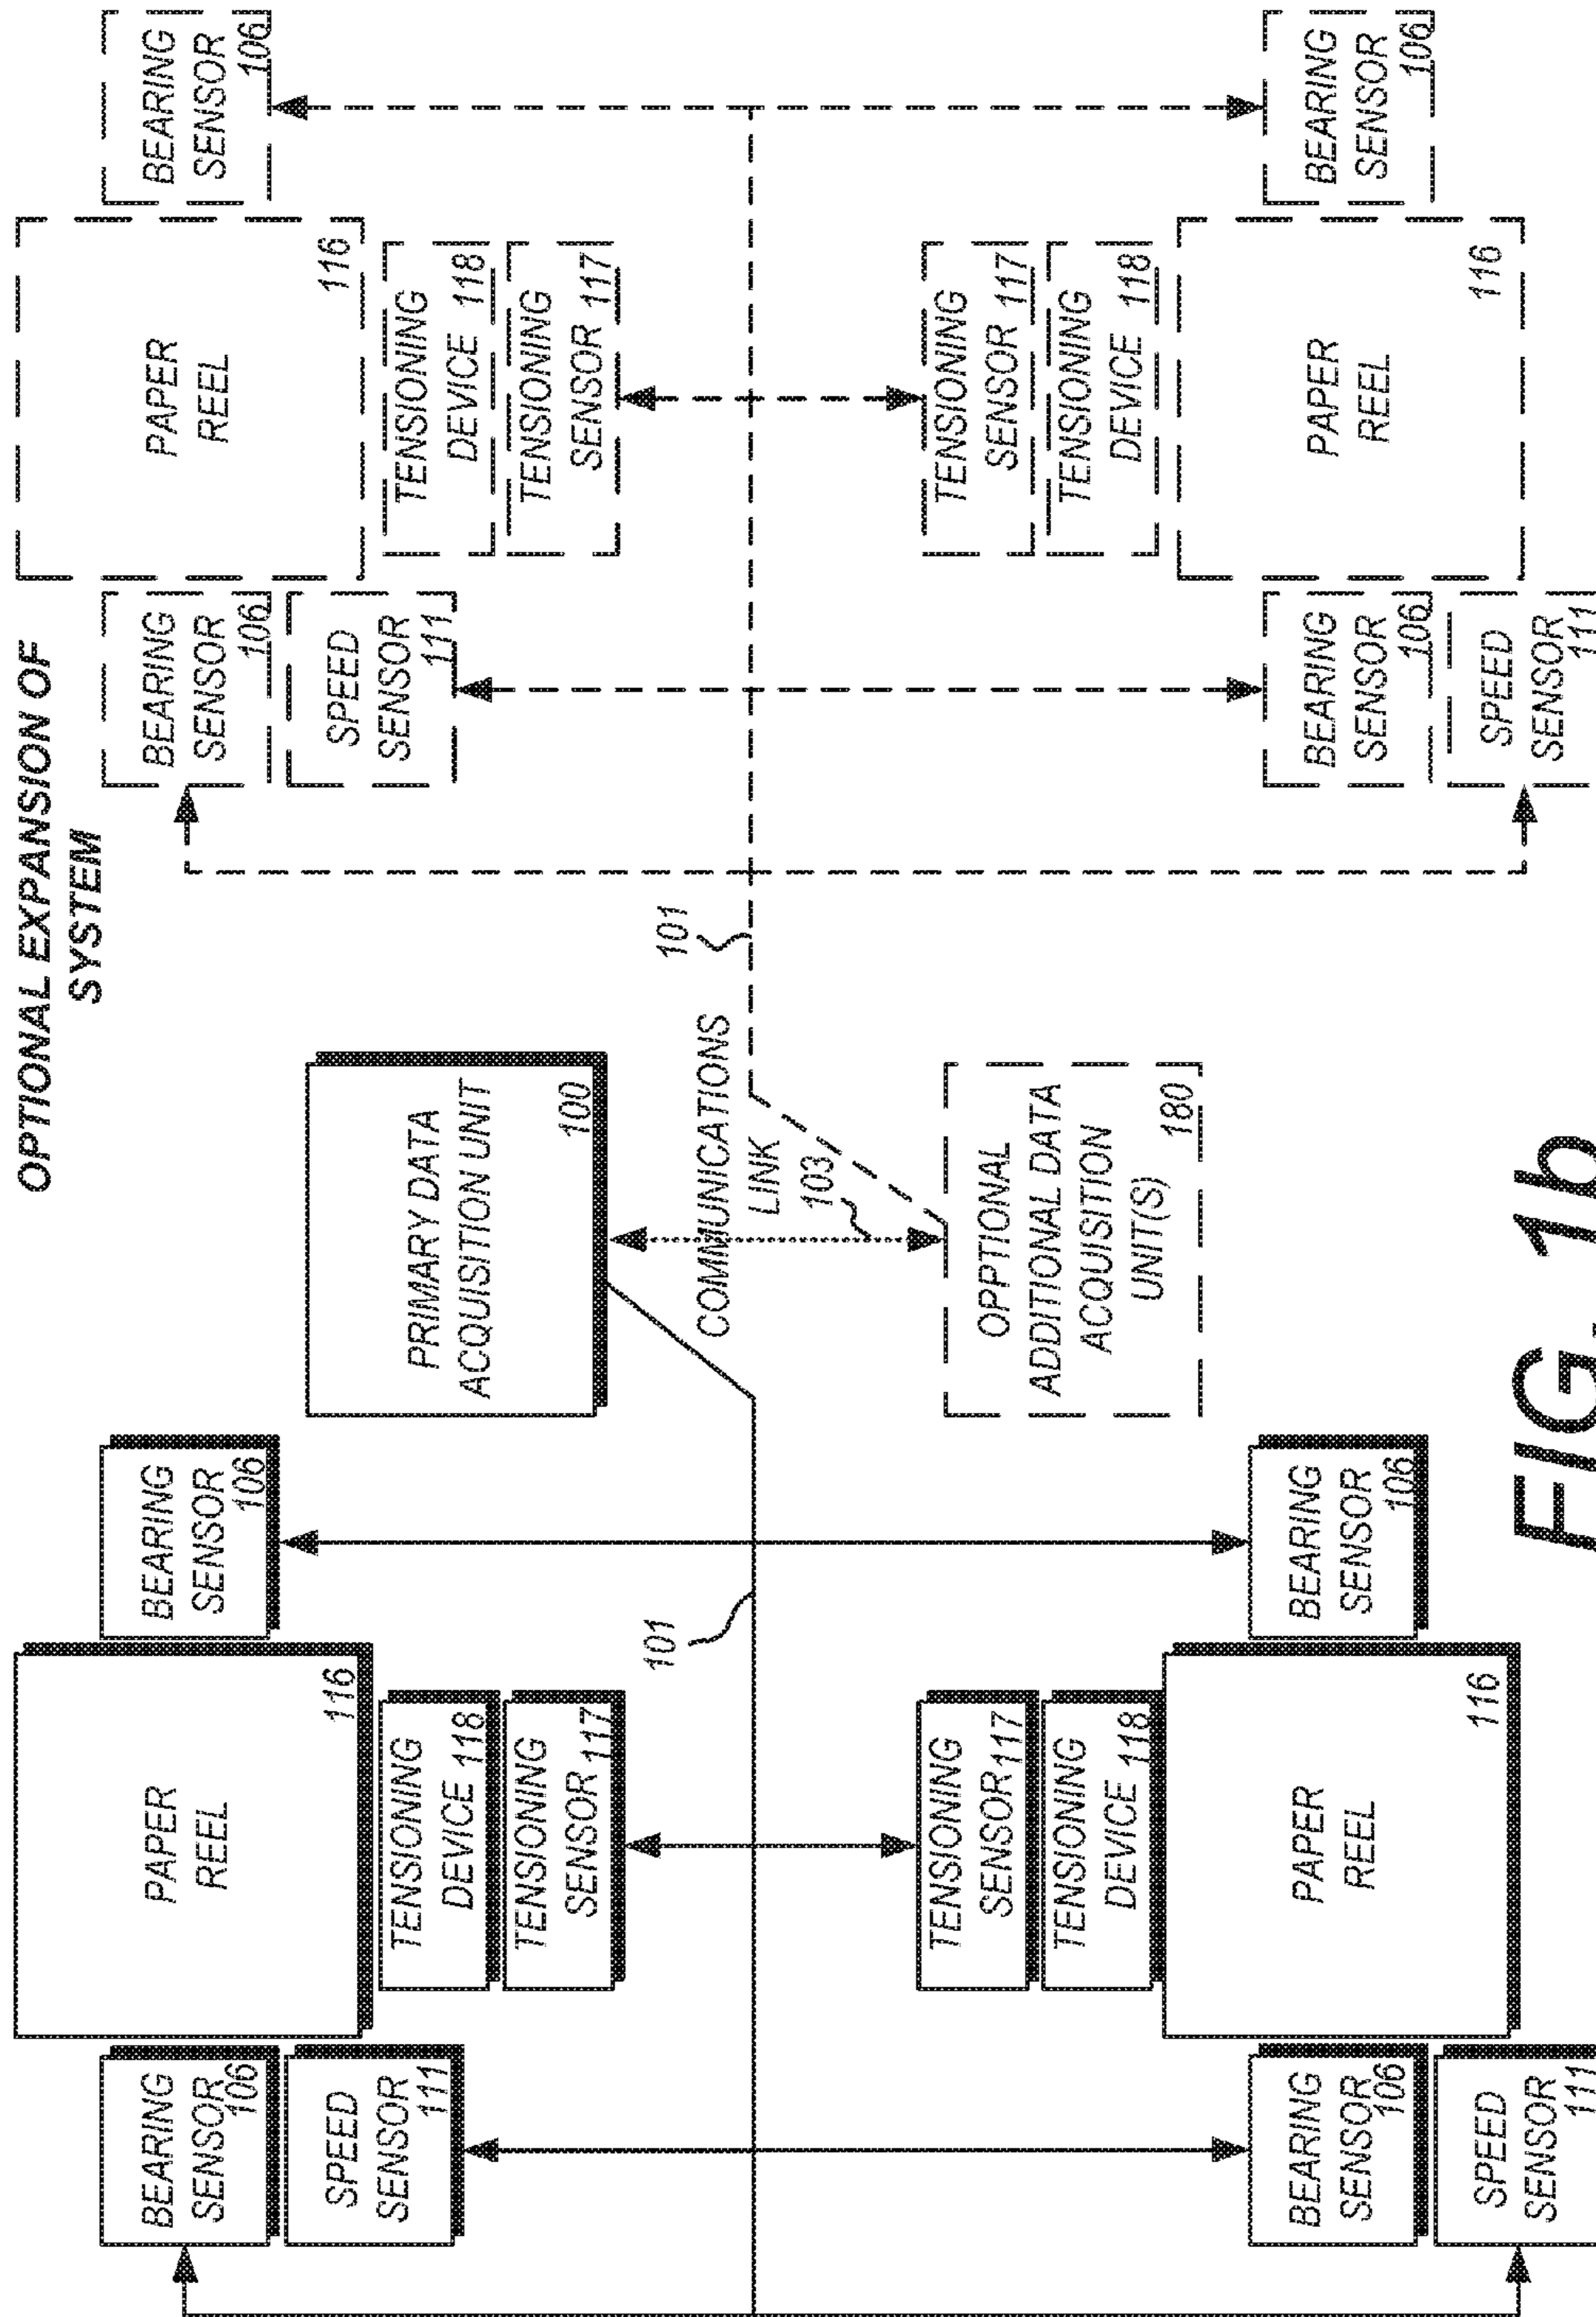 OPTIONAL EXPANSION OF
SYSTEM
BEARING
SENSOR
106
SPEED
SENSOR
111
PAPER
REEL
116
TENSIONING
DEVICE 118
TENSIONING
SENSOR 117
BEARING
SENSOR
106
PRIMARY DATA
ACQUISITION UNIT
100
BEARING
SENSOR
106
SPEED
SENSOR
111
PAPER
REEL
116
TENSIONING
DEVICE 118
TENSIONING
SENSOR 117
BEARING
SENSOR
106
101
COMMUNICATIONS
LINK
103
101
TENSIONING
SENSOR 117
TENSIONING
DEVICE 118
PAPER
REEL
116
BEARING
SENSOR
106
SPEED
SENSOR
111
BEARING
SENSOR
106
OPPTIONAL
ADDITIONAL DATA
ACQUISITION
UNIT(S)
180
TENSIONING
SENSOR 117
TENSIONING
DEVICE 118
PAPER
REEL
116
BEARING
SENSOR
106
SPEED
SENSOR
111
BEARING
SENSOR
106
FIG. 1b